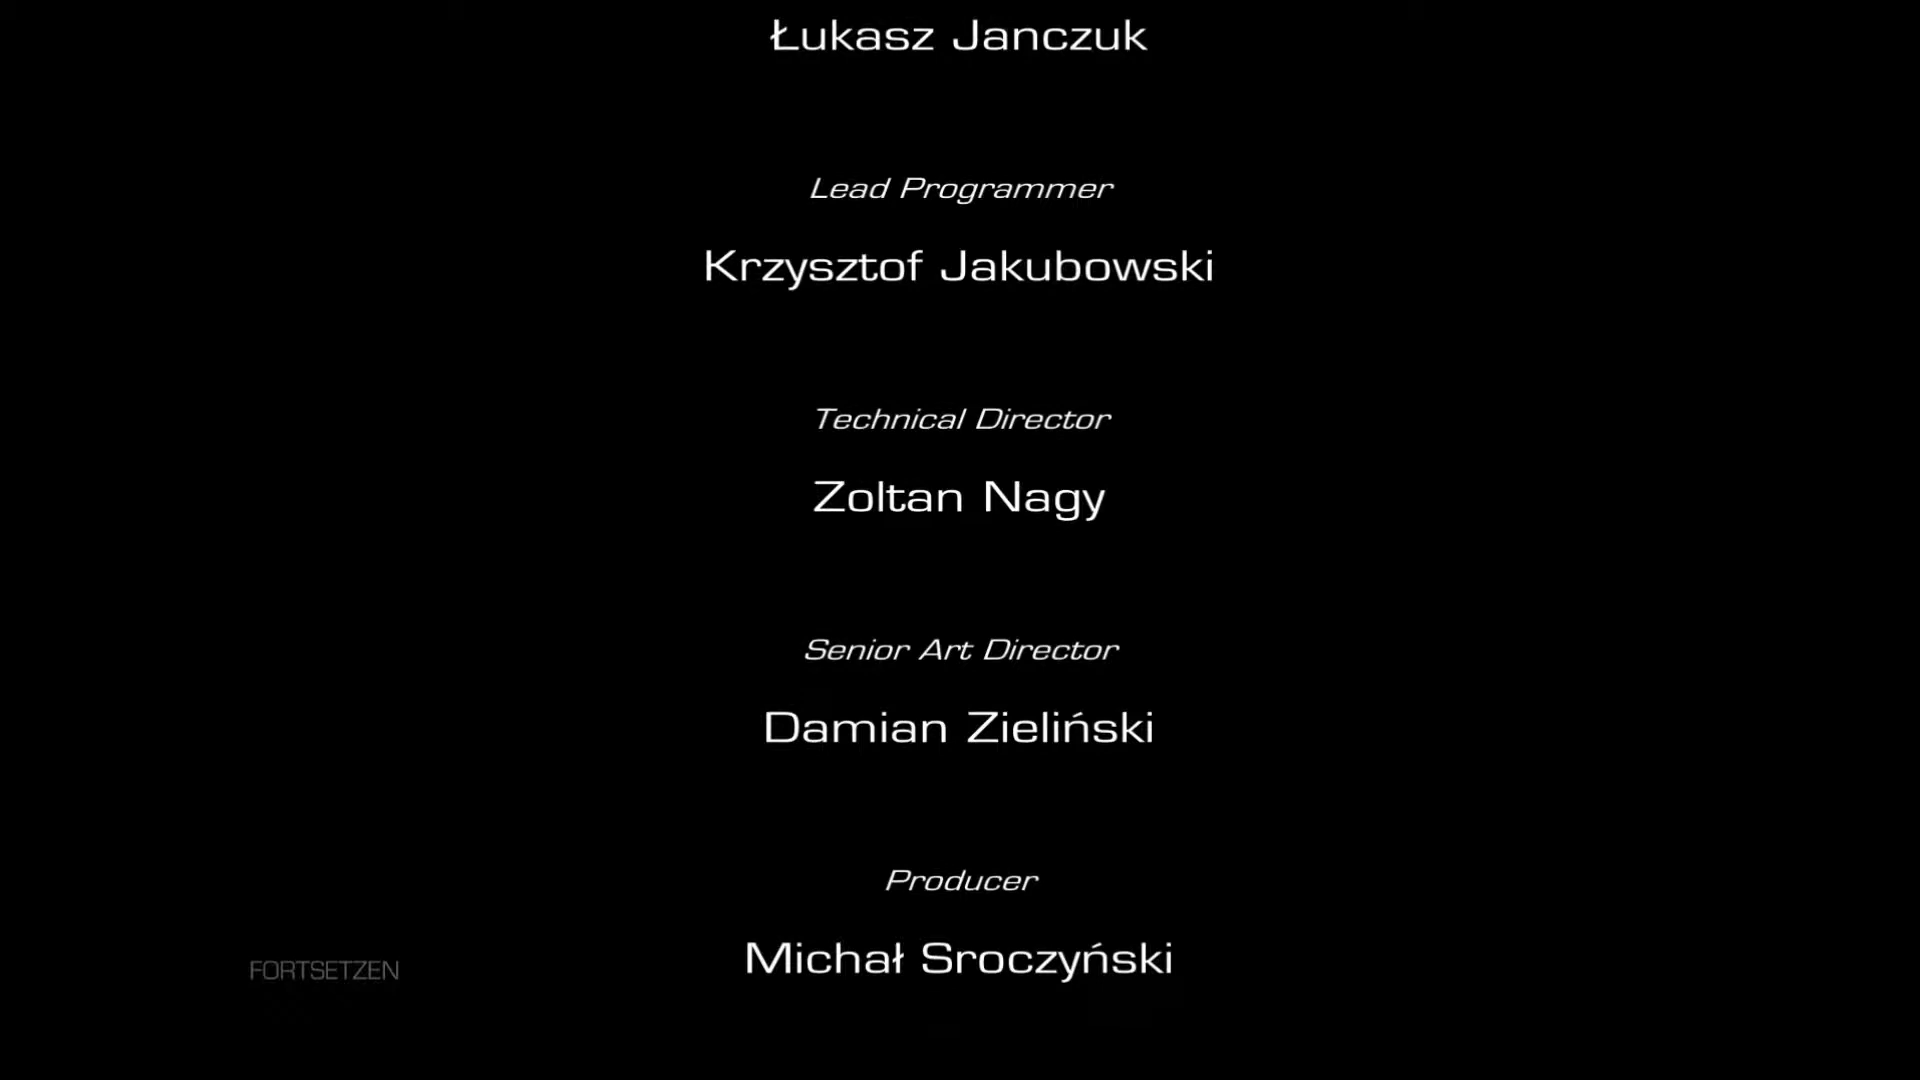 Łukasz Janczuk
Lead Programmer
Krzysztof Jakubowski
Technical Director
Zoltan Nagy
Senior Art Director
Damian Zieliński
Producer
Michał Sroczyński
FORTSETZEN